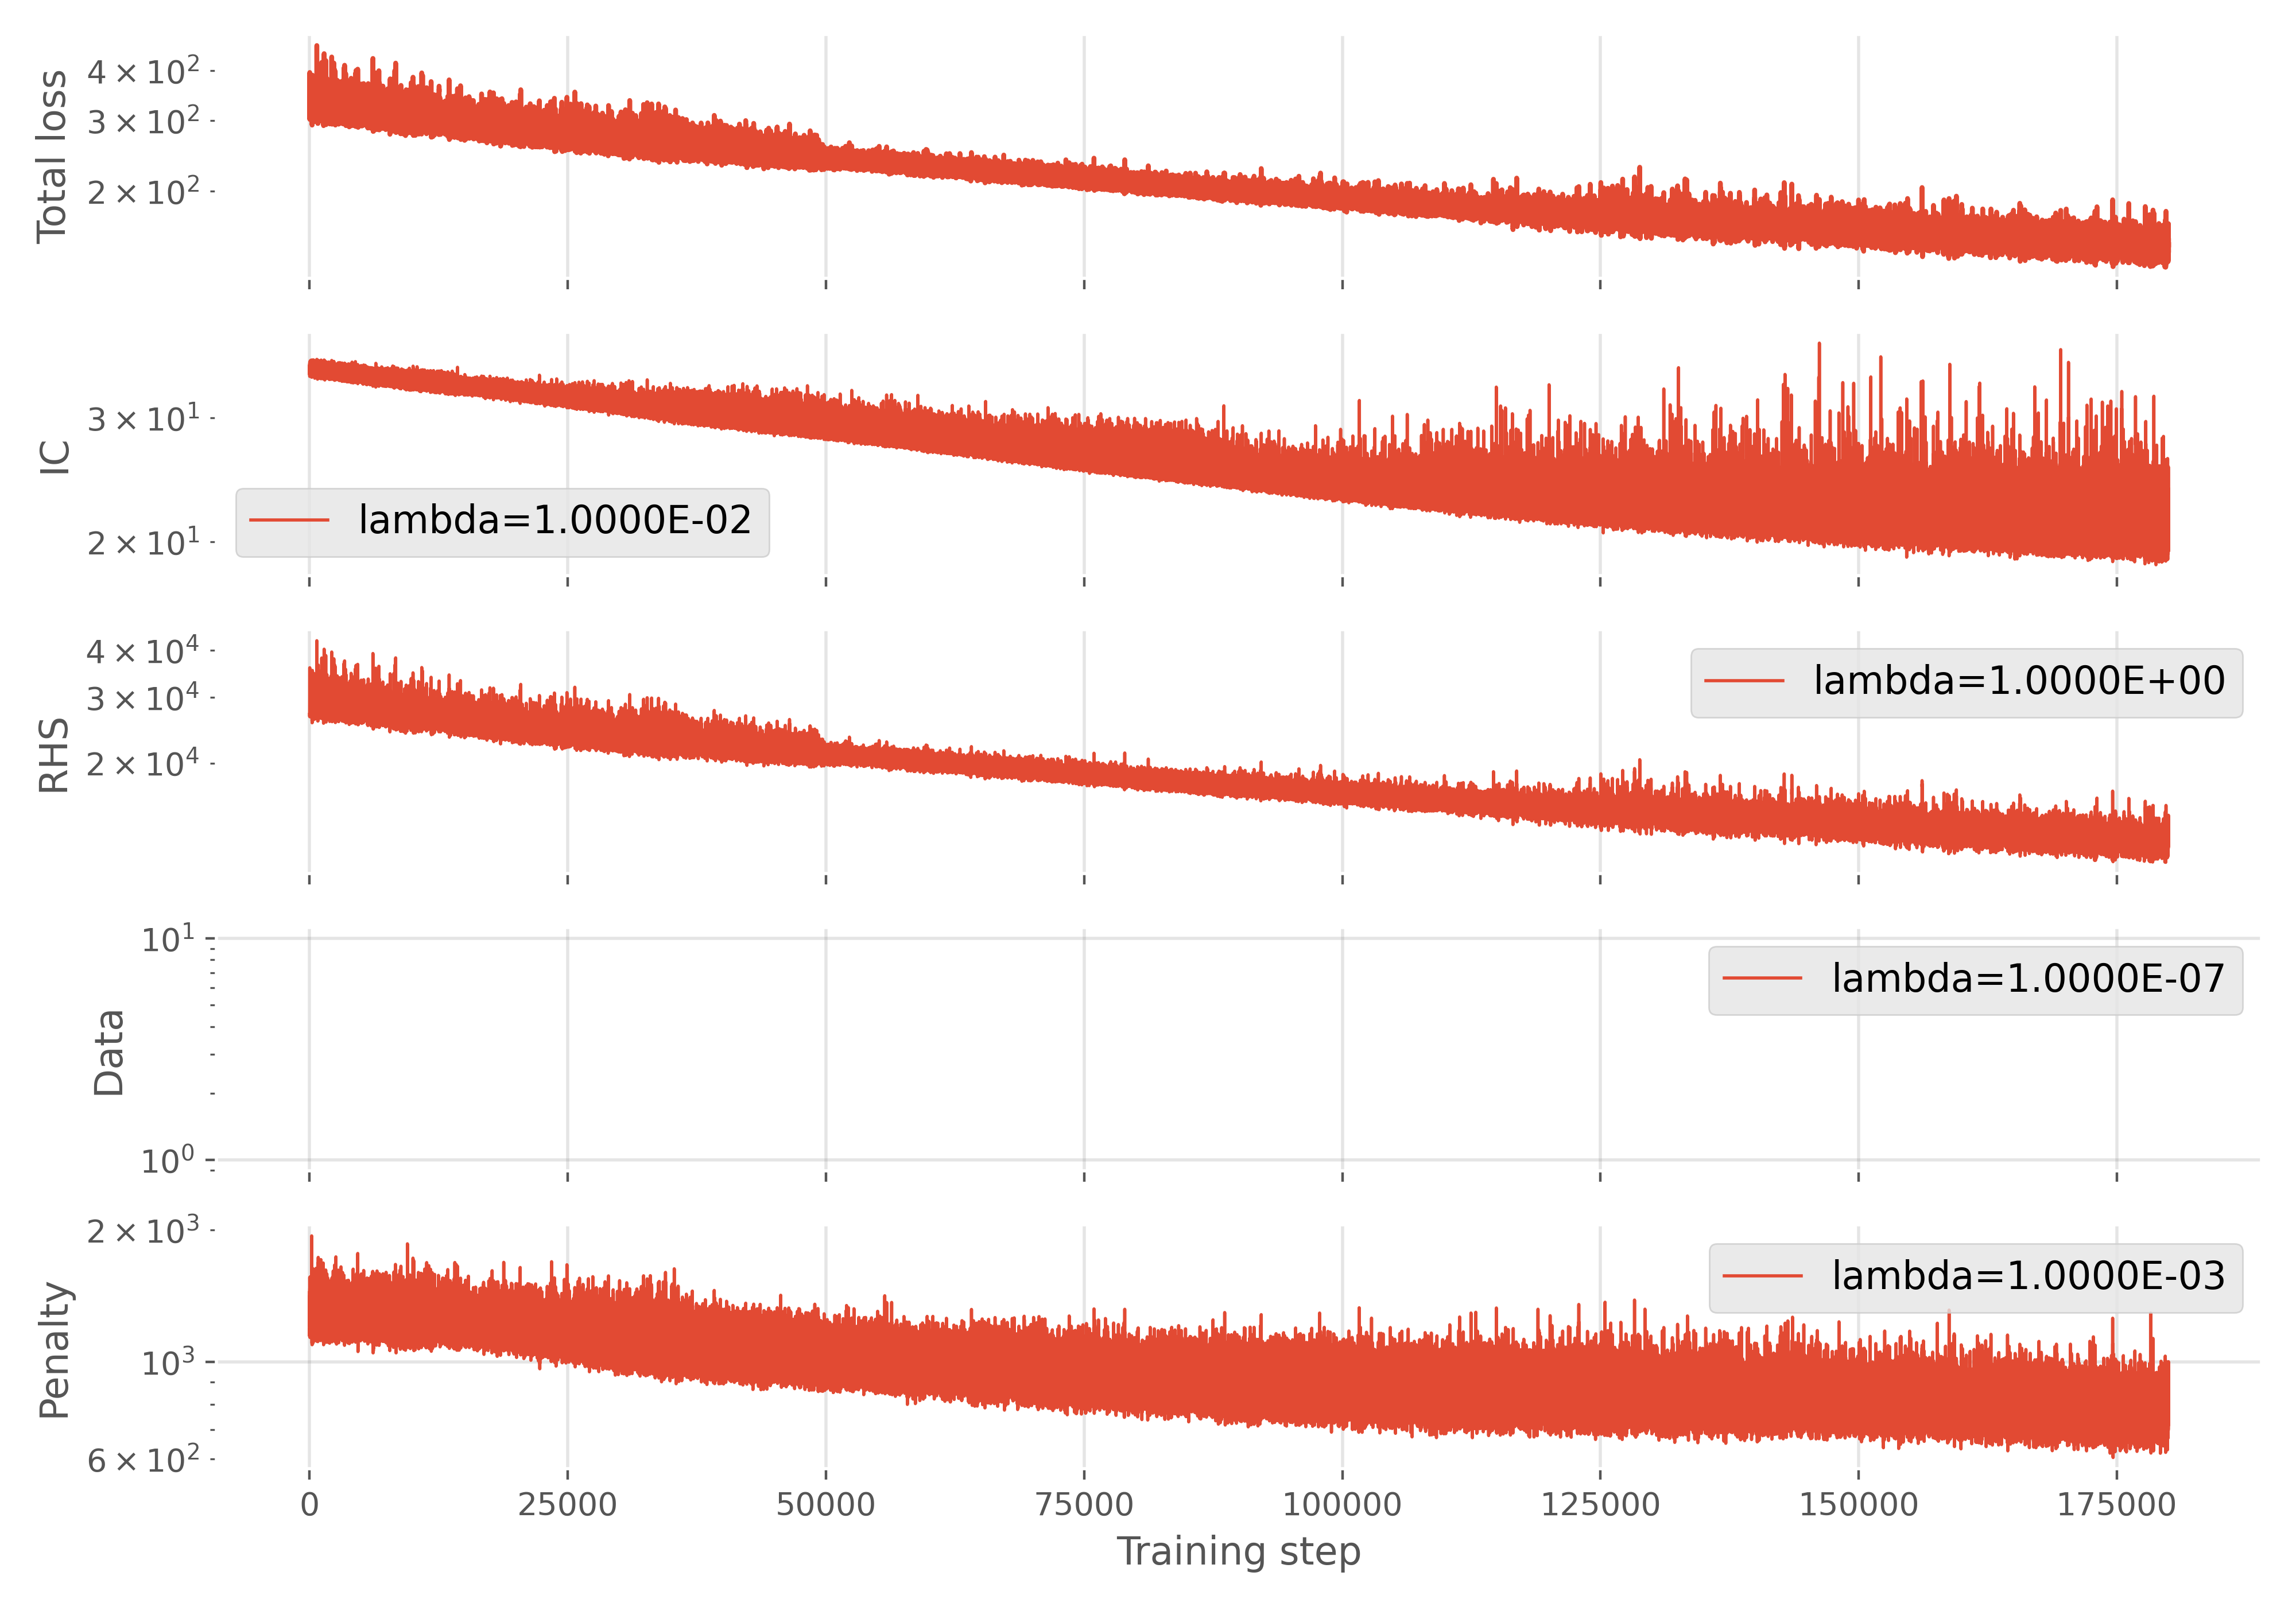 Total loss
4 × 10²
3 × 10²
2 × 10²
IC
3 × 10¹
2 × 10¹
lambda=1.0000E-02
RHS
4 × 10⁴
3 × 10⁴
2 × 10⁴
lambda=1.0000E+00
Data
10¹
10⁰
lambda=1.0000E-07
Penalty
2 × 10³
10³
6 × 10²
lambda=1.0000E-03
0 25000 50000 75000 100000 125000 150000 175000
Training step